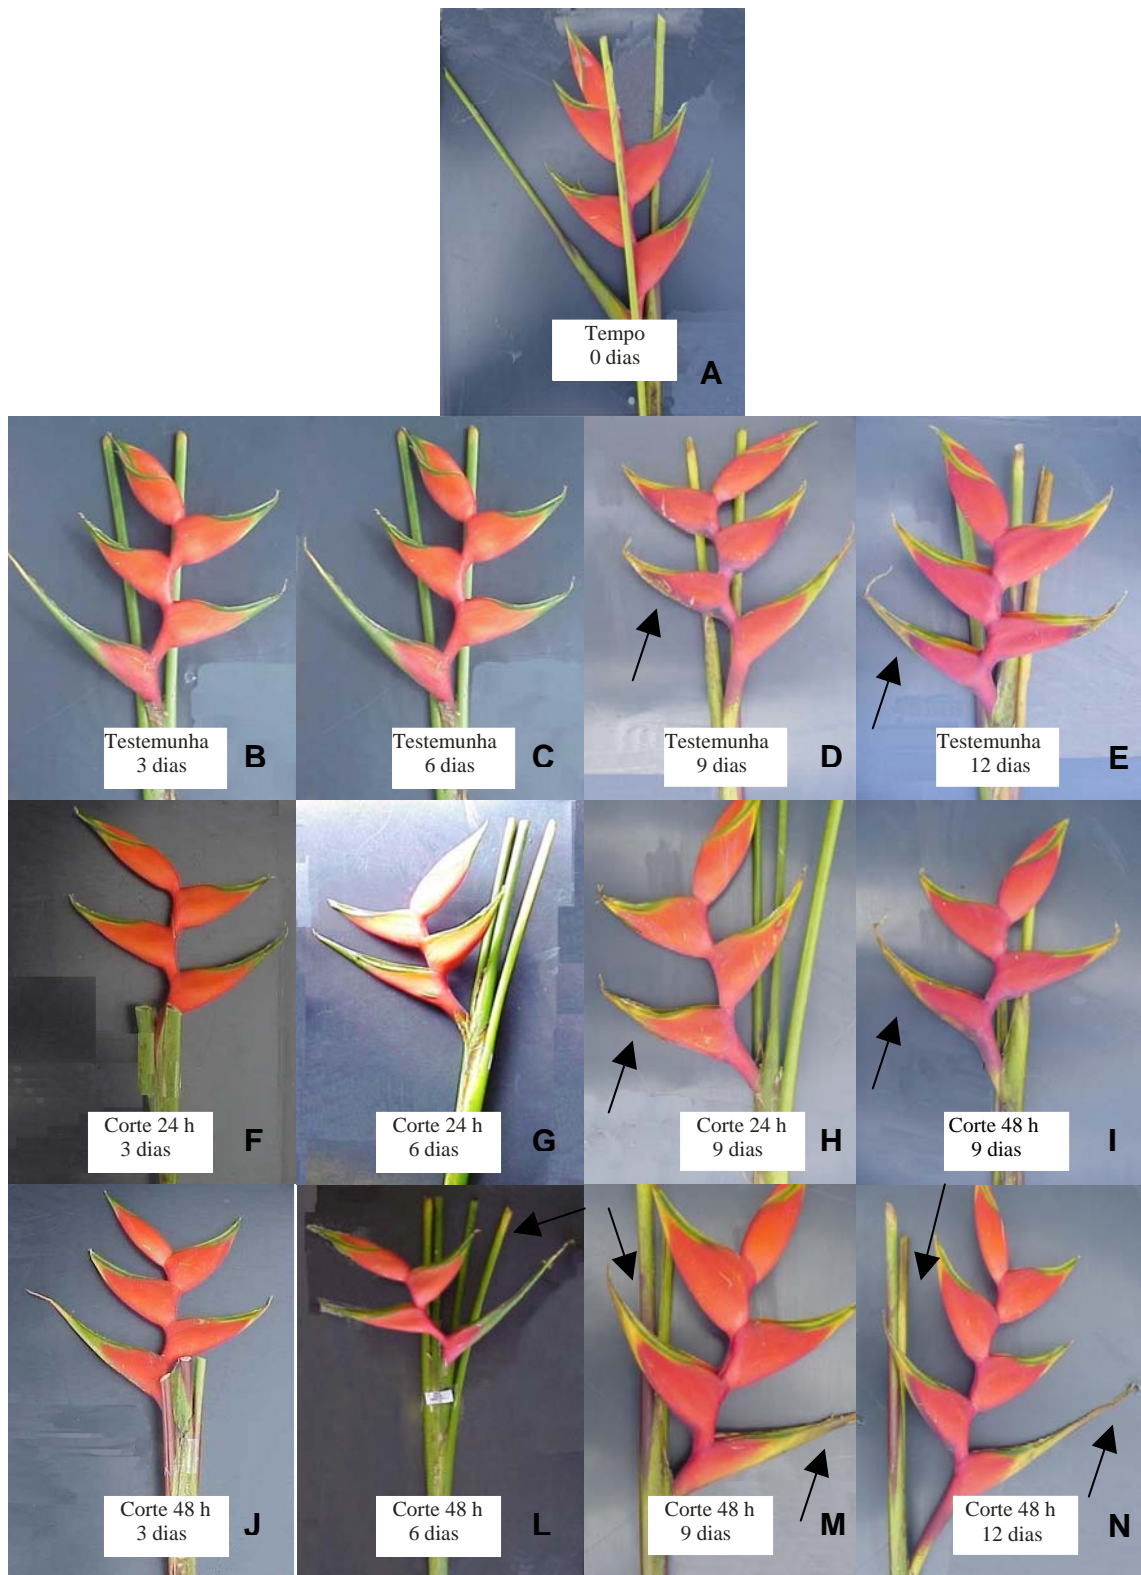 Tempo
0 dias
A
Testemunha
3 dias
B
Testemunha
6 dias
C
Testemunha
9 dias
D
Testemunha
12 dias
E
Corte 24 h
3 dias
F
Corte 24 h
6 dias
G
Corte 24 h
9 dias
H
Corte 48 h
9 dias
I
Corte 48 h
3 dias
J
Corte 48 h
6 dias
L
Corte 48 h
9 dias
M
Corte 48 h
12 dias
N